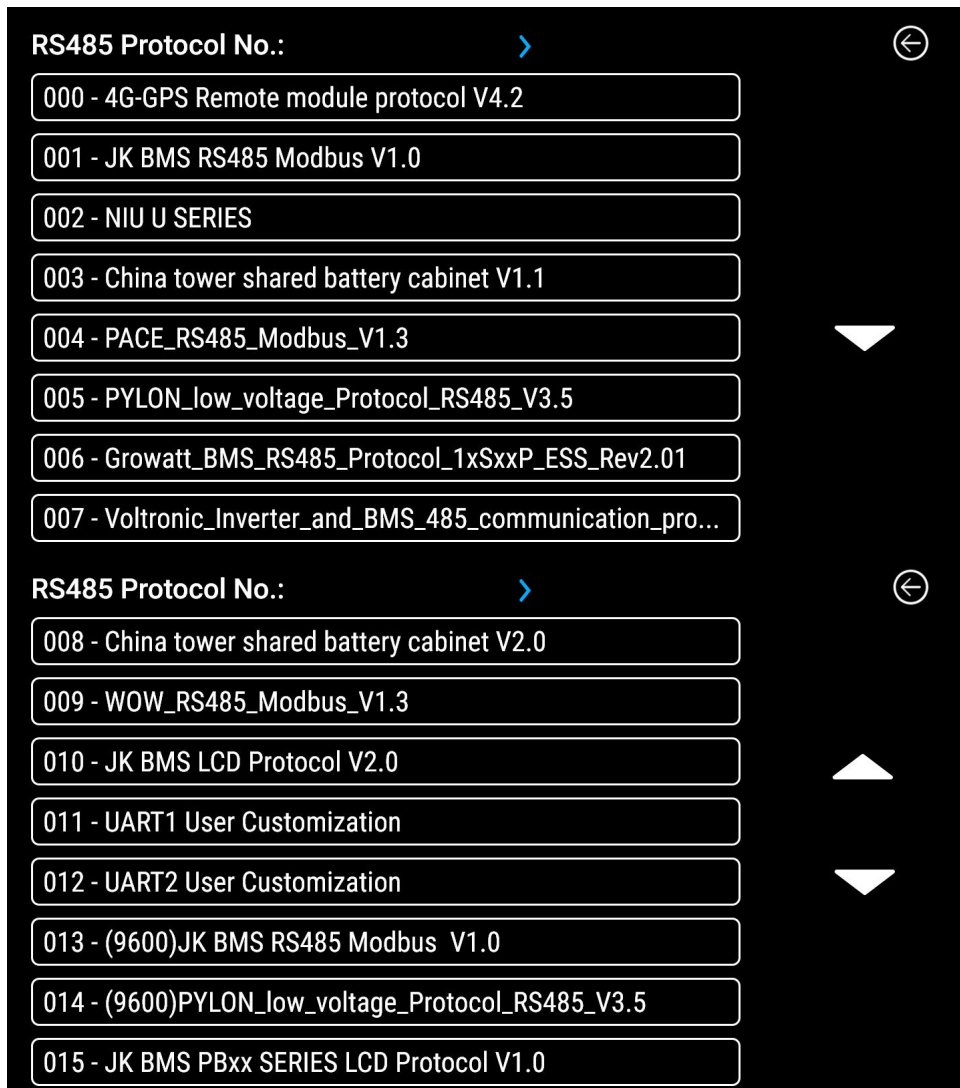 RS485 Protocol No.:
000 - 4G-GPS Remote module protocol V4.2
001 - JK BMS RS485 Modbus V1.0
002 - NIU U SERIES
003 - China tower shared battery cabinet V1.1
004 - PACE_RS485_Modbus_V1.3
005 - PYLON_low_voltage_Protocol_RS485_V3.5
006 - Growatt_BMS_RS485_Protocol_1xSxxP_ESS_Rev2.01
007 - Voltronic_Inverter_and_BMS_485_communication_pro...
RS485 Protocol No.:
008 - China tower shared battery cabinet V2.0
009 - WOW_RS485_Modbus_V1.3
010 - JK BMS LCD Protocol V2.0
011 - UART1 User Customization
012 - UART2 User Customization
013 - (9600)JK BMS RS485 Modbus  V1.0
014 - (9600)PYLON_low_voltage_Protocol_RS485_V3.5
015 - JK BMS PBxx SERIES LCD Protocol V1.0